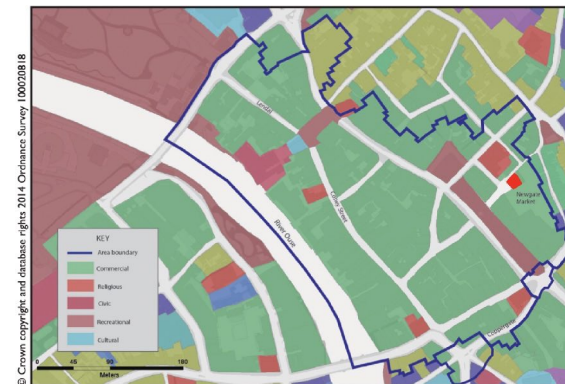 © Crown copyright and database rights 2014 Ordnance Survey 100020818
Lendal
Coney Street
Newgate
Market
River Ouse
Coppergate
KEY
Area boundary
Commercial
Religious
Civic
Recreational
Cultural
0 45 90 180
Meters